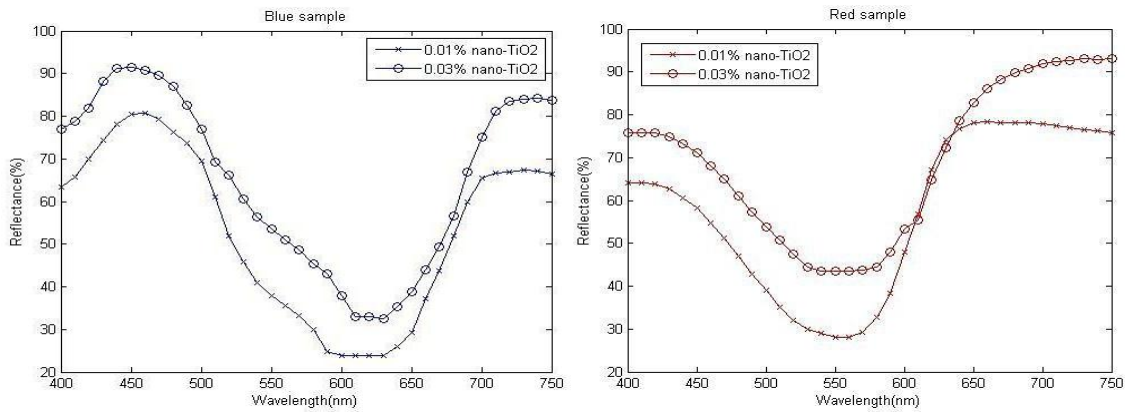 Blue sample
100
90
80
70
60
50
40
30
20
400 450 500 550 600 650 700 750
Reflectance(%)
Wavelength(nm)
0.01% nano-TiO2
0.03% nano-TiO2
Red sample
100
90
80
70
60
50
40
30
20
400 450 500 550 600 650 700 750
Reflectance(%)
Wavelength(nm)
0.01% nano-TiO2
0.03% nano-TiO2